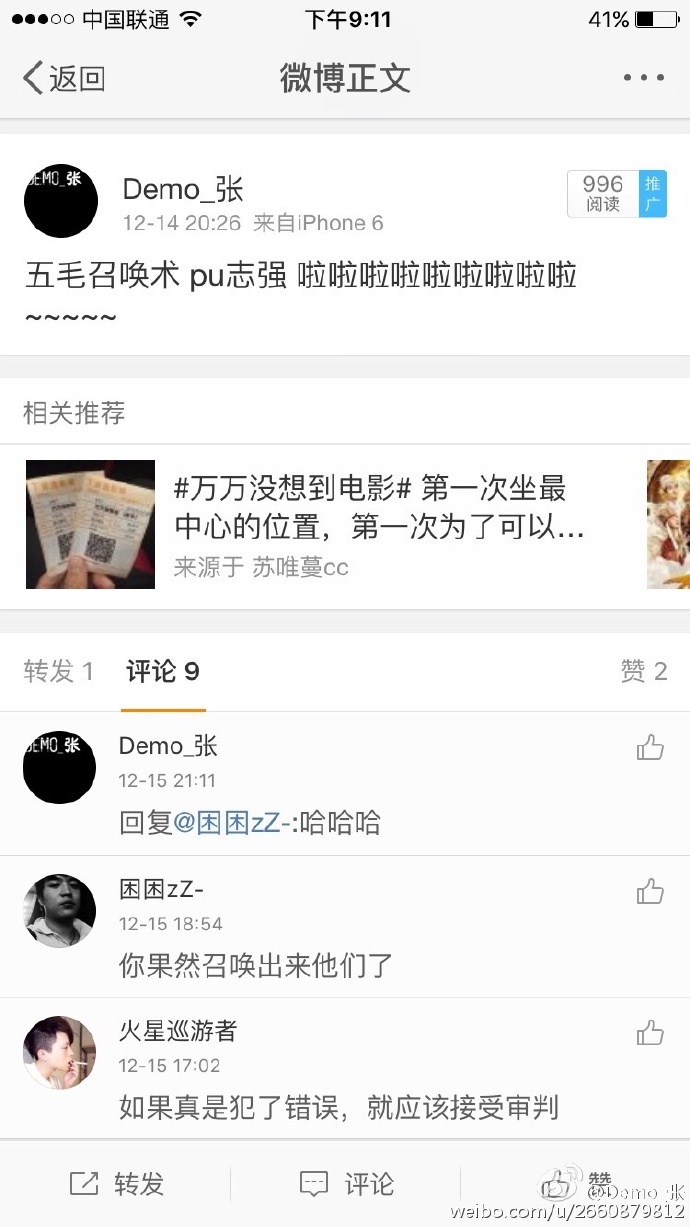 中国联通 下午9:11 41%
返回 微博正文
DEMO_张
Demo_张 996 推
12-14 20:26 来自iPhone 6 阅读 广
五毛召唤术 pu志强 啦啦啦啦啦啦啦啦啦
~~~~~
相关推荐
#万万没想到电影# 第一次坐最
中心的位置，第一次为了可以...
来源于 苏唯蔓cc
转发 1 评论 9 赞 2
DEMO_张
Demo_张
12-15 21:11
回复@困困zZ-:哈哈哈
困困zZ-
12-15 18:54
你果然召唤出来他们了
火星巡游者
12-15 17:02
如果真是犯了错误，就应该接受审判
转发 评论 赞
@Demo_张
weibo.com/u/2660879812